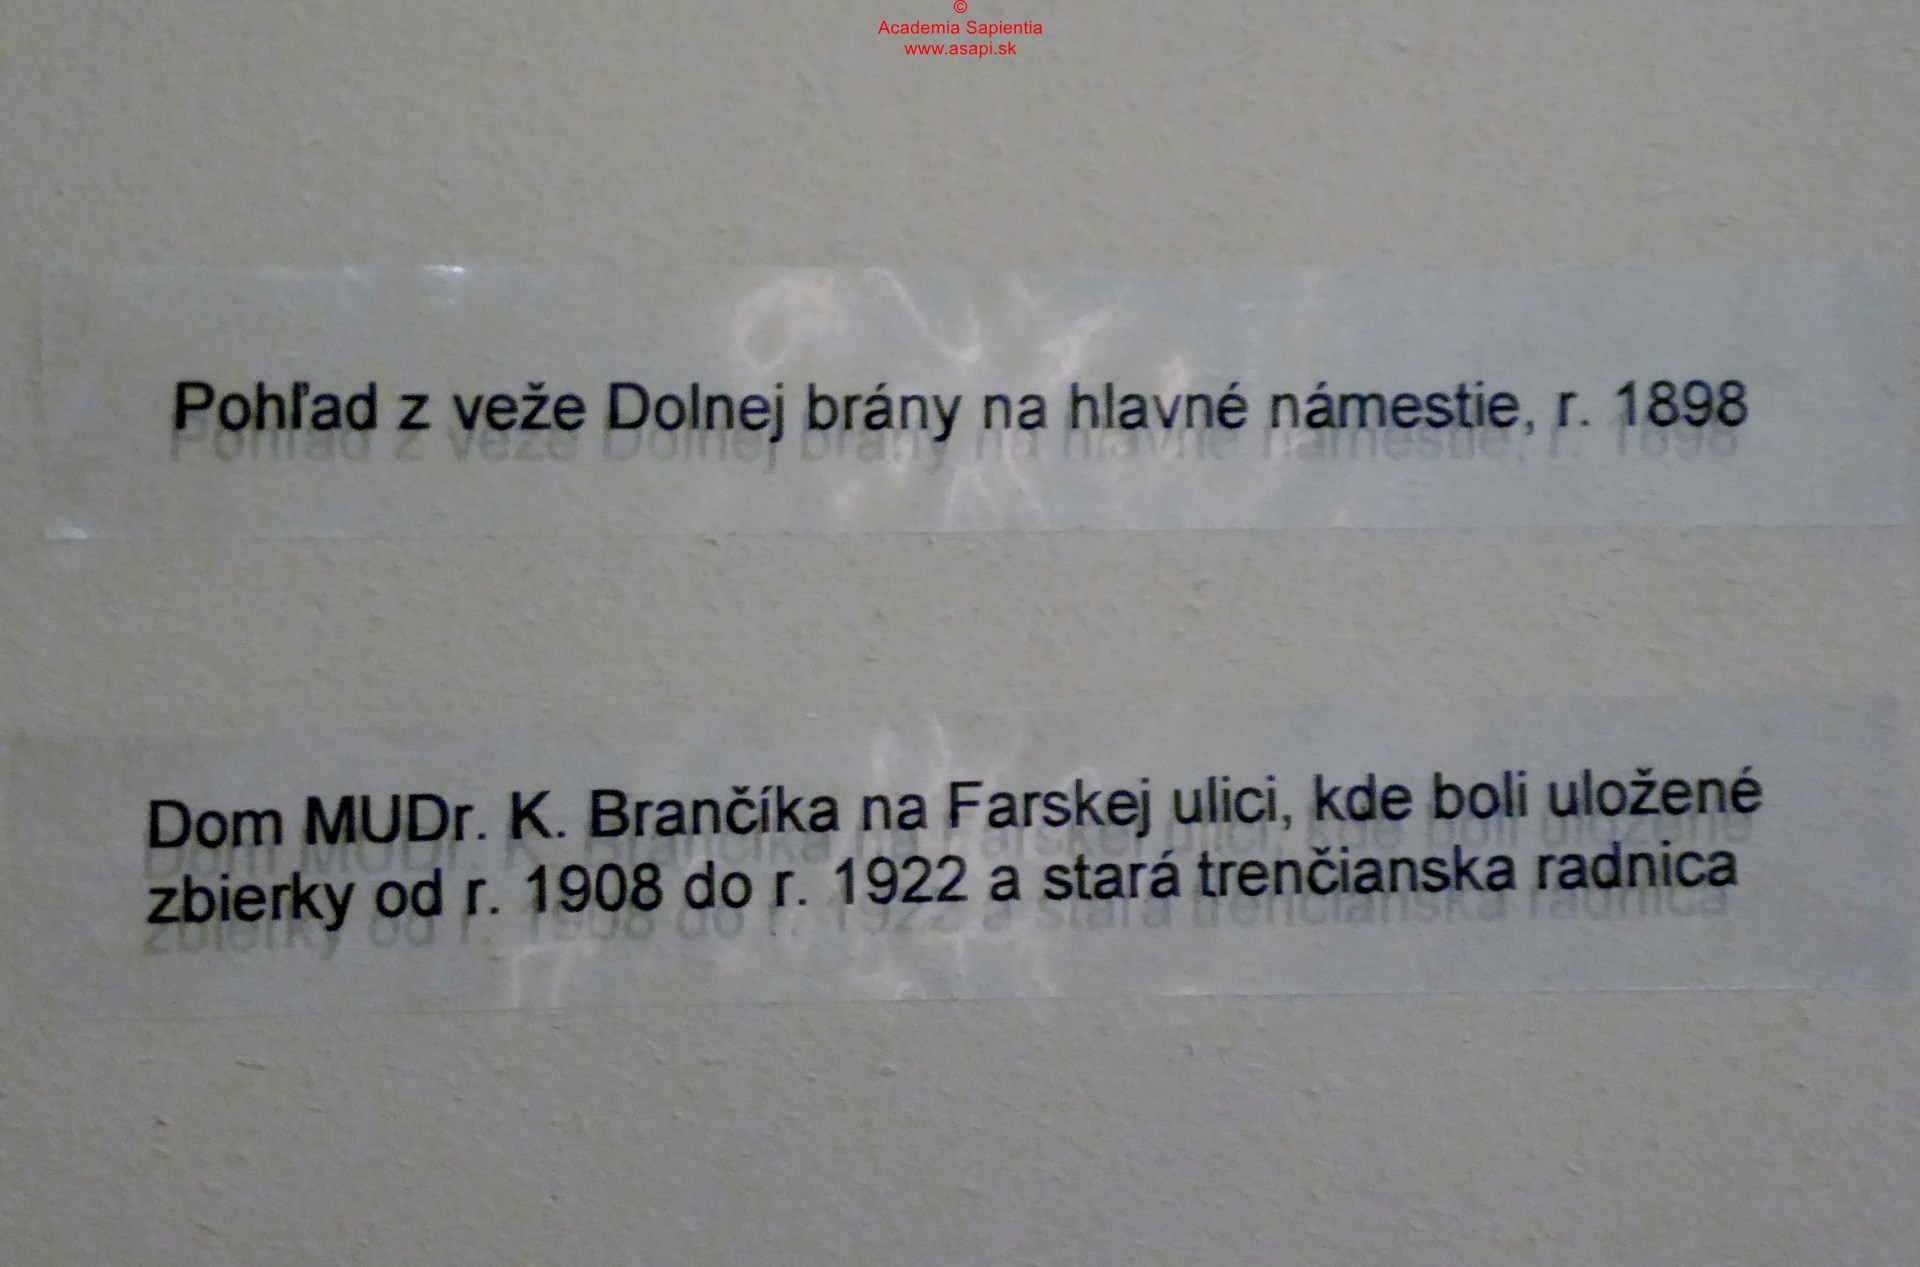 ©
Academia Sapientia
www.asapi.sk
Pohľad z veže Dolnej brány na hlavné námestie, r. 1898
Dom MUDr. K. Brančíka na Farskej ulici, kde boli uložené
zbierky od r. 1908 do r. 1922 a stará trenčianska radnica